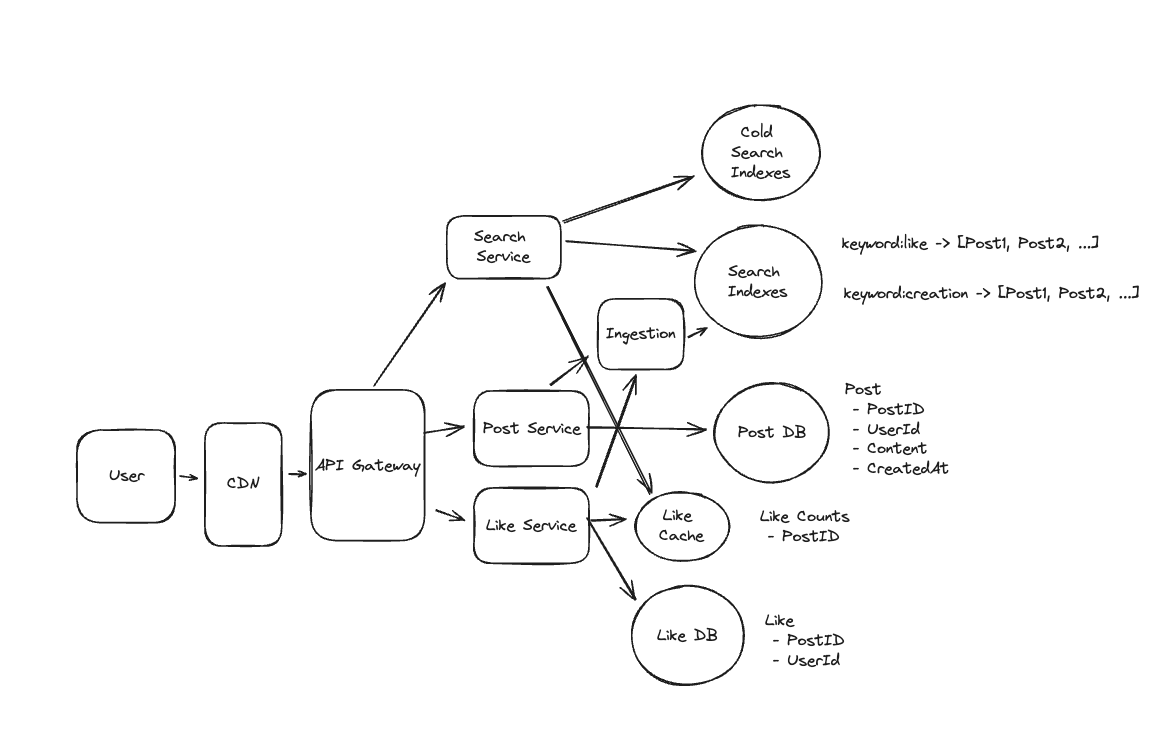 Cold
Search
Indexes
Search
Service
keyword:like -> [Post1, Post2, ...]
Search
Indexes
keyword:creation -> [Post1, Post2, ...]
Ingestion
Post
- PostID
- UserId
- Content
- CreatedAt
Post Service
Post DB
User
CDN
API Gateway
Like Service
Like
Cache
Like Counts
- PostID
Like DB
Like
- PostID
- UserId